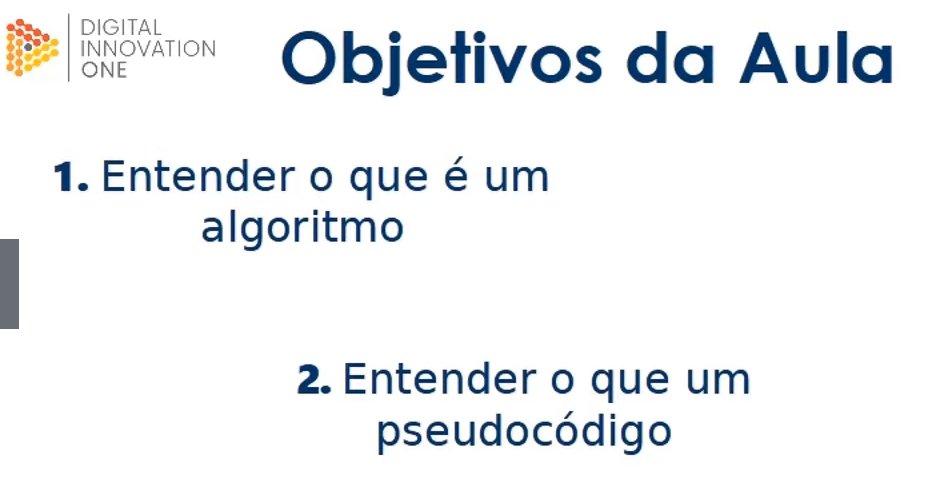 DIGITAL
INNOVATION
ONE
Objetivos da Aula
1. Entender o que é um
algoritmo
2. Entender o que um
pseudocódigo